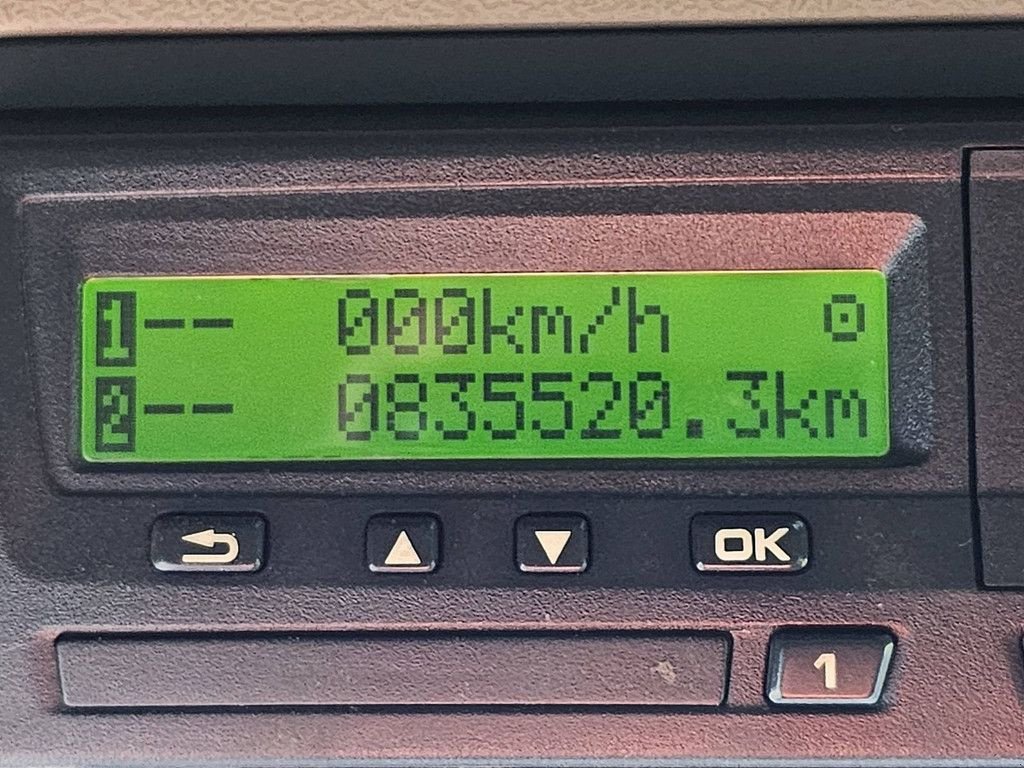 1-- 000km/h ⊙
2-- 0835520.3km
▲ ▼ OK
1